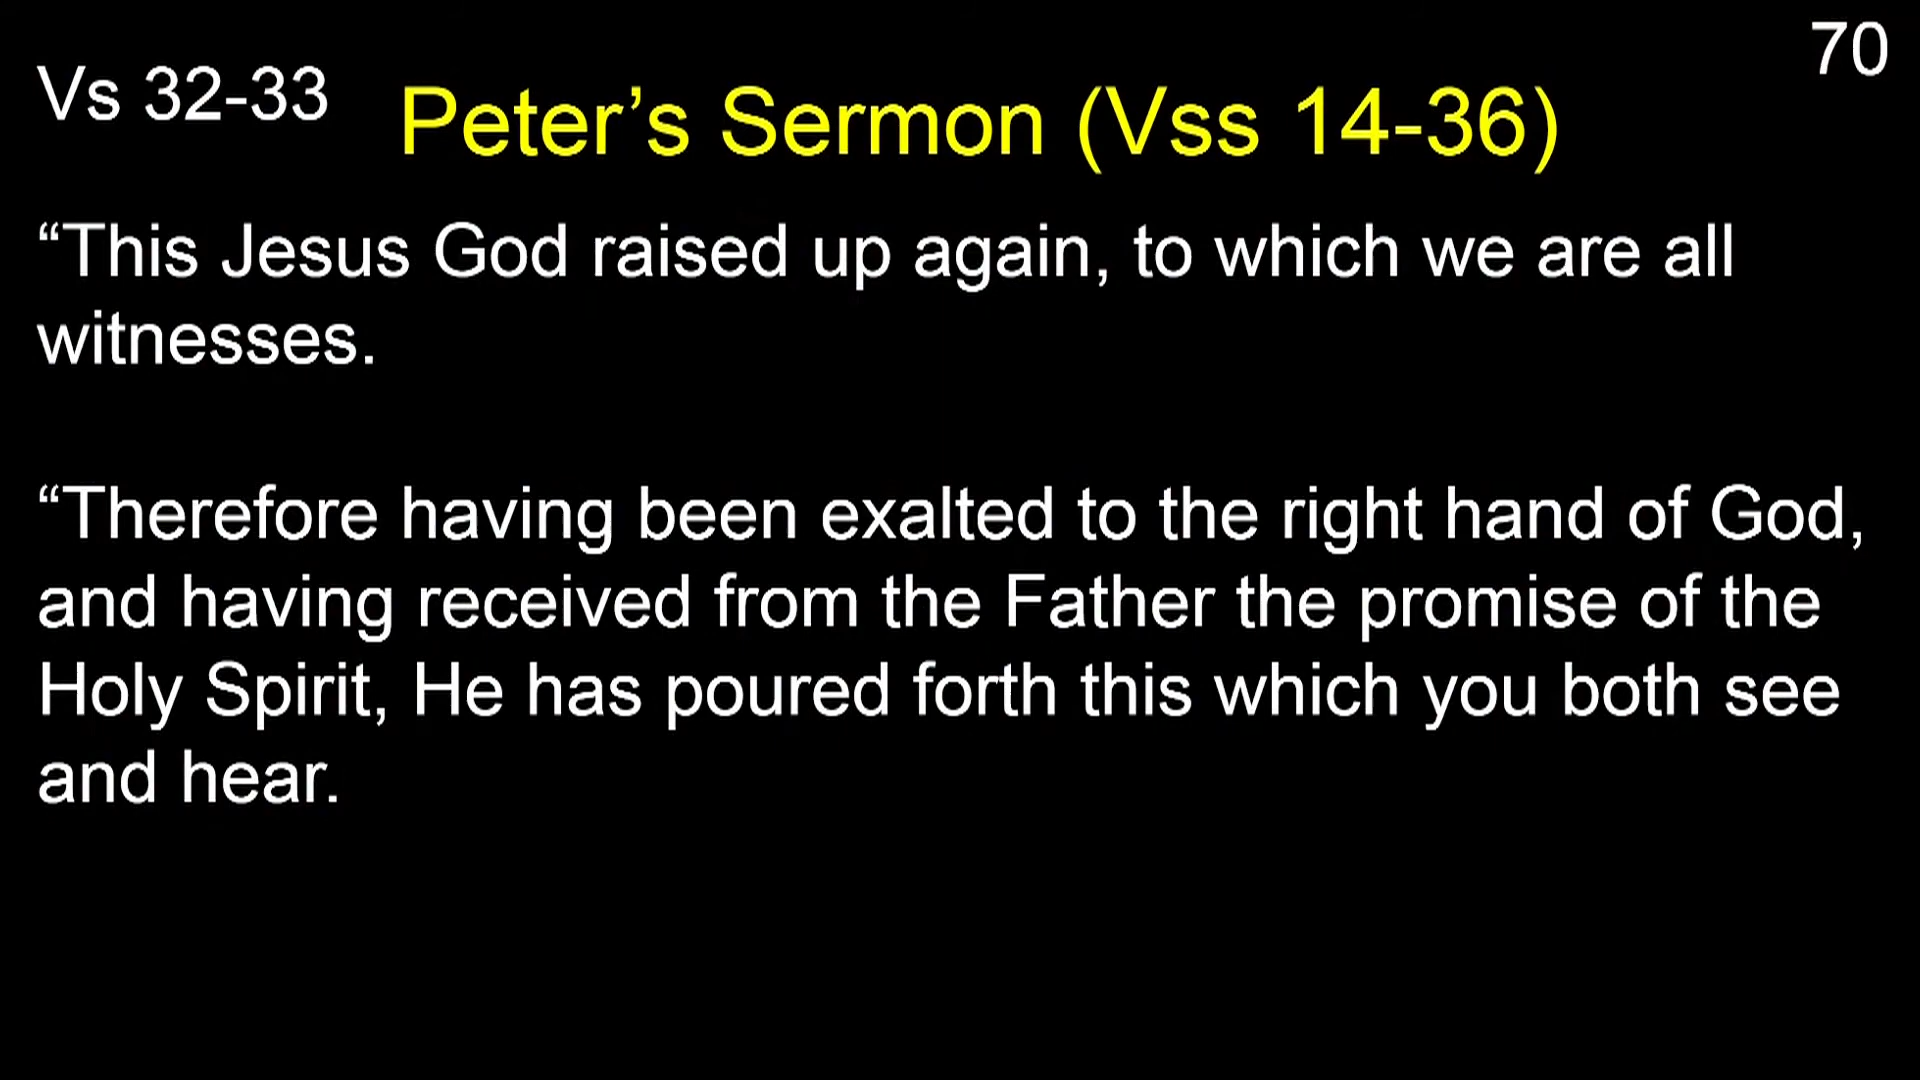 70
Vs 32-33
Peter’s Sermon (Vss 14-36)
“This Jesus God raised up again, to which we are all
witnesses.
“Therefore having been exalted to the right hand of God,
and having received from the Father the promise of the
Holy Spirit, He has poured forth this which you both see
and hear.